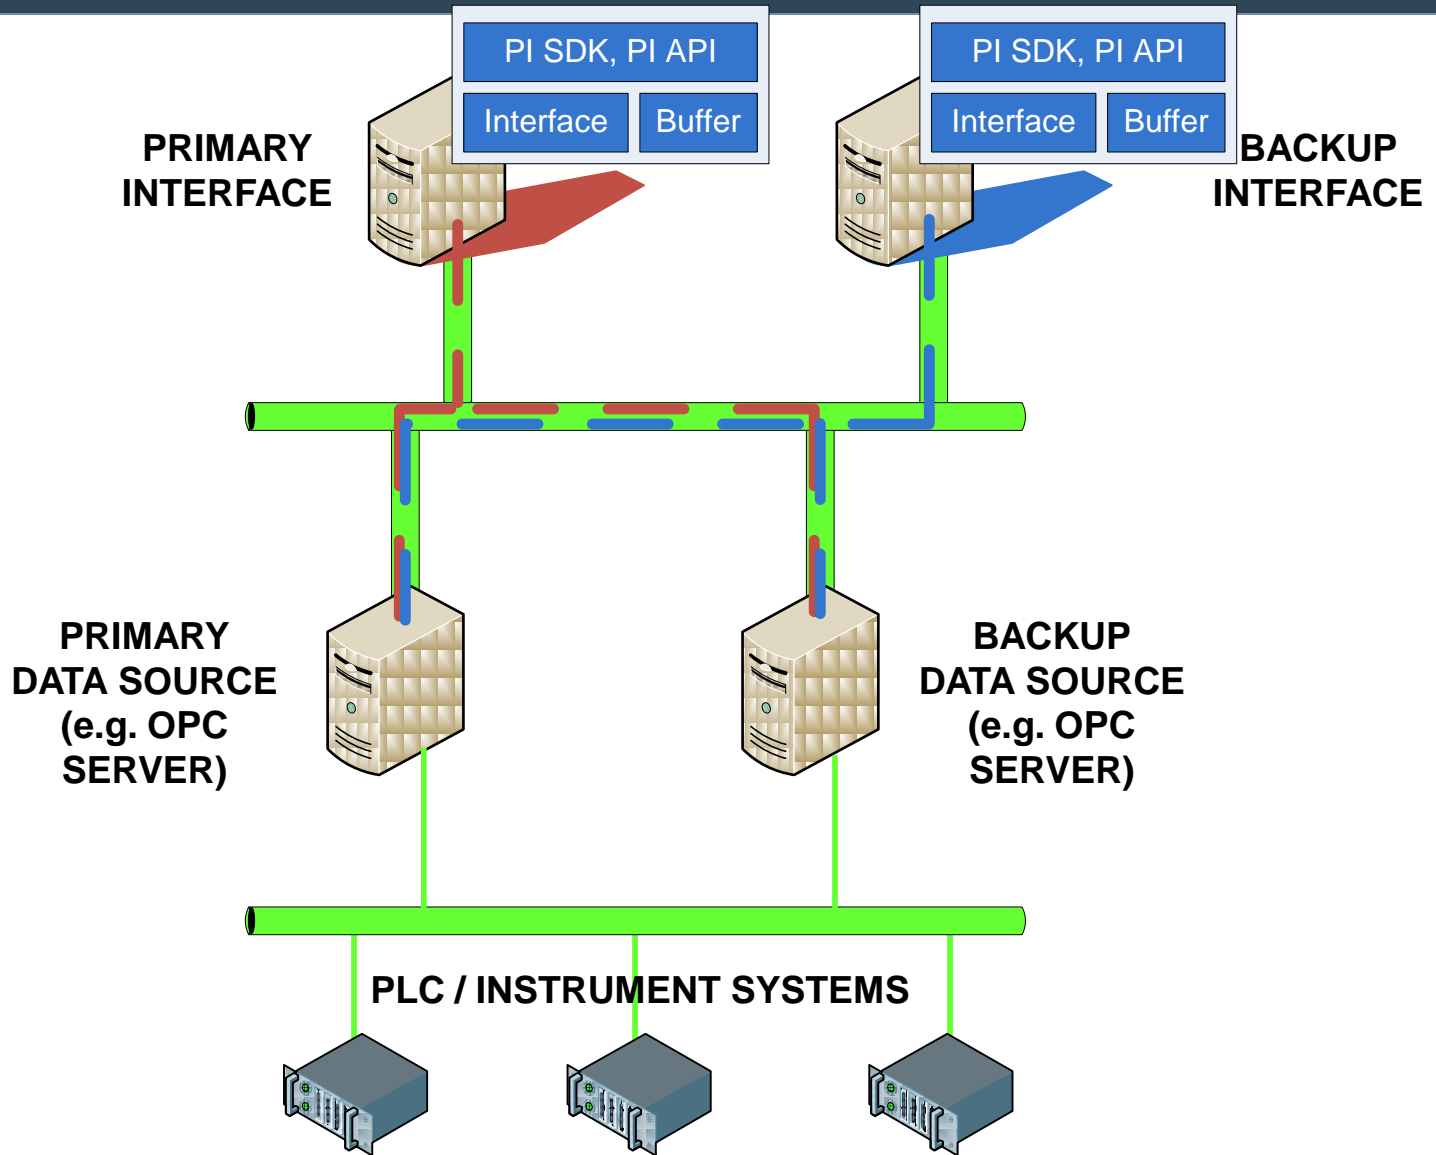 PI SDK, PI API
Interface
Buffer
PI SDK, PI API
Interface
Buffer
PRIMARY
INTERFACE
BACKUP
INTERFACE
PRIMARY
DATA SOURCE
(e.g. OPC
SERVER)
BACKUP
DATA SOURCE
(e.g. OPC
SERVER)
PLC / INSTRUMENT SYSTEMS